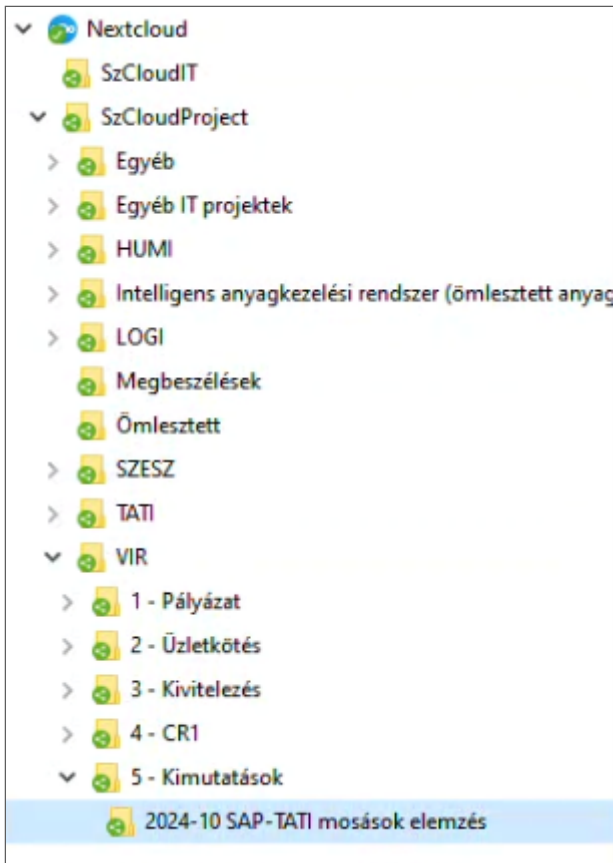 Nextcloud
SzCloudIT
SzCloudProject
Egyéb
Egyéb IT projektek
HUMI
Intelligens anyagkezelési rendszer (ömlesztett anyag
LOGI
Megbeszélések
Ömlesztett
SZESZ
TATI
VIR
1 - Pályázat
2 - Üzletkötés
3 - Kivitelezés
4 - CR1
5 - Kimutatások
2024-10 SAP-TATI mosások elemzés